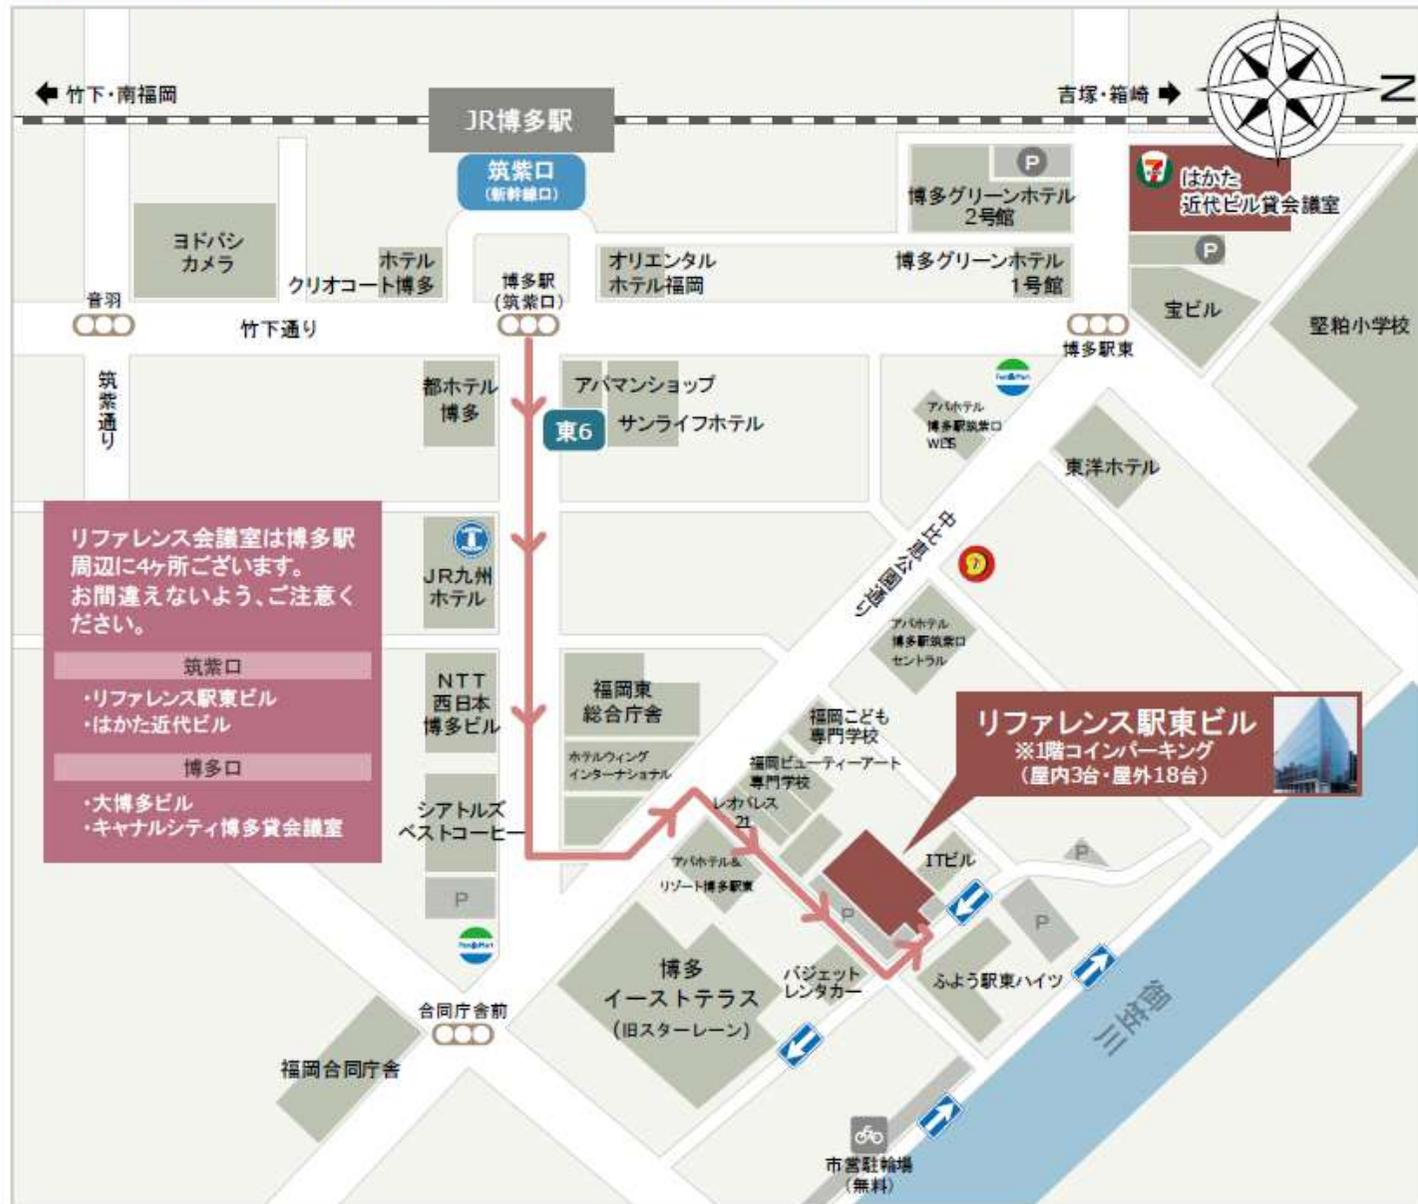 竹下・南福岡
JR博多駅
筑紫口
(新幹線口)
吉塚・箱崎
N
ヨドバシ
カメラ
ホテル
クリオコート博多
博多駅
(筑紫口)
オリエンタル
ホテル福岡
P
博多グリーンホテル
2号館
博多グリーンホテル
1号館
7
はかた
近代ビル貸会議室
P
宝ビル
堅粕小学校
音羽
竹下通り
博多駅東
筑紫通り
都ホテル
博多
アパマンショップ
東6
サンライフホテル
FamilyMart
アパホテル
博多駅筑紫口
WEB
東洋ホテル
リファレンス会議室は博多駅
周辺に4ヶ所ございます。
お間違えないよう、ご注意く
ださい。
筑紫口
・リファレンス駅東ビル
・はかた近代ビル
博多口
・大博多ビル
・キャナルシティ博多貸会議室
JR九州
ホテル
中比恵公園通り
アパホテル
博多駅筑紫口
セントラル
NTT
西日本
博多ビル
福岡東
総合庁舎
ホテルウィング
インターナショナル
福岡こども
専門学校
福岡ビューティーアート
専門学校
レオパレス
21
リファレンス駅東ビル
※1階コインパーキング
(屋内3台・屋外18台)
シアトルズ
ベストコーヒー
P
FamilyMart
アパホテル&
リゾート博多駅東
P
ITビル
P
P
博多
イーストテラス
(旧スターレーン)
バジェット
レンタカー
ふよう駅東ハイツ
御笠川
合同庁舎前
福岡合同庁舎
市営駐輪場
(無料)